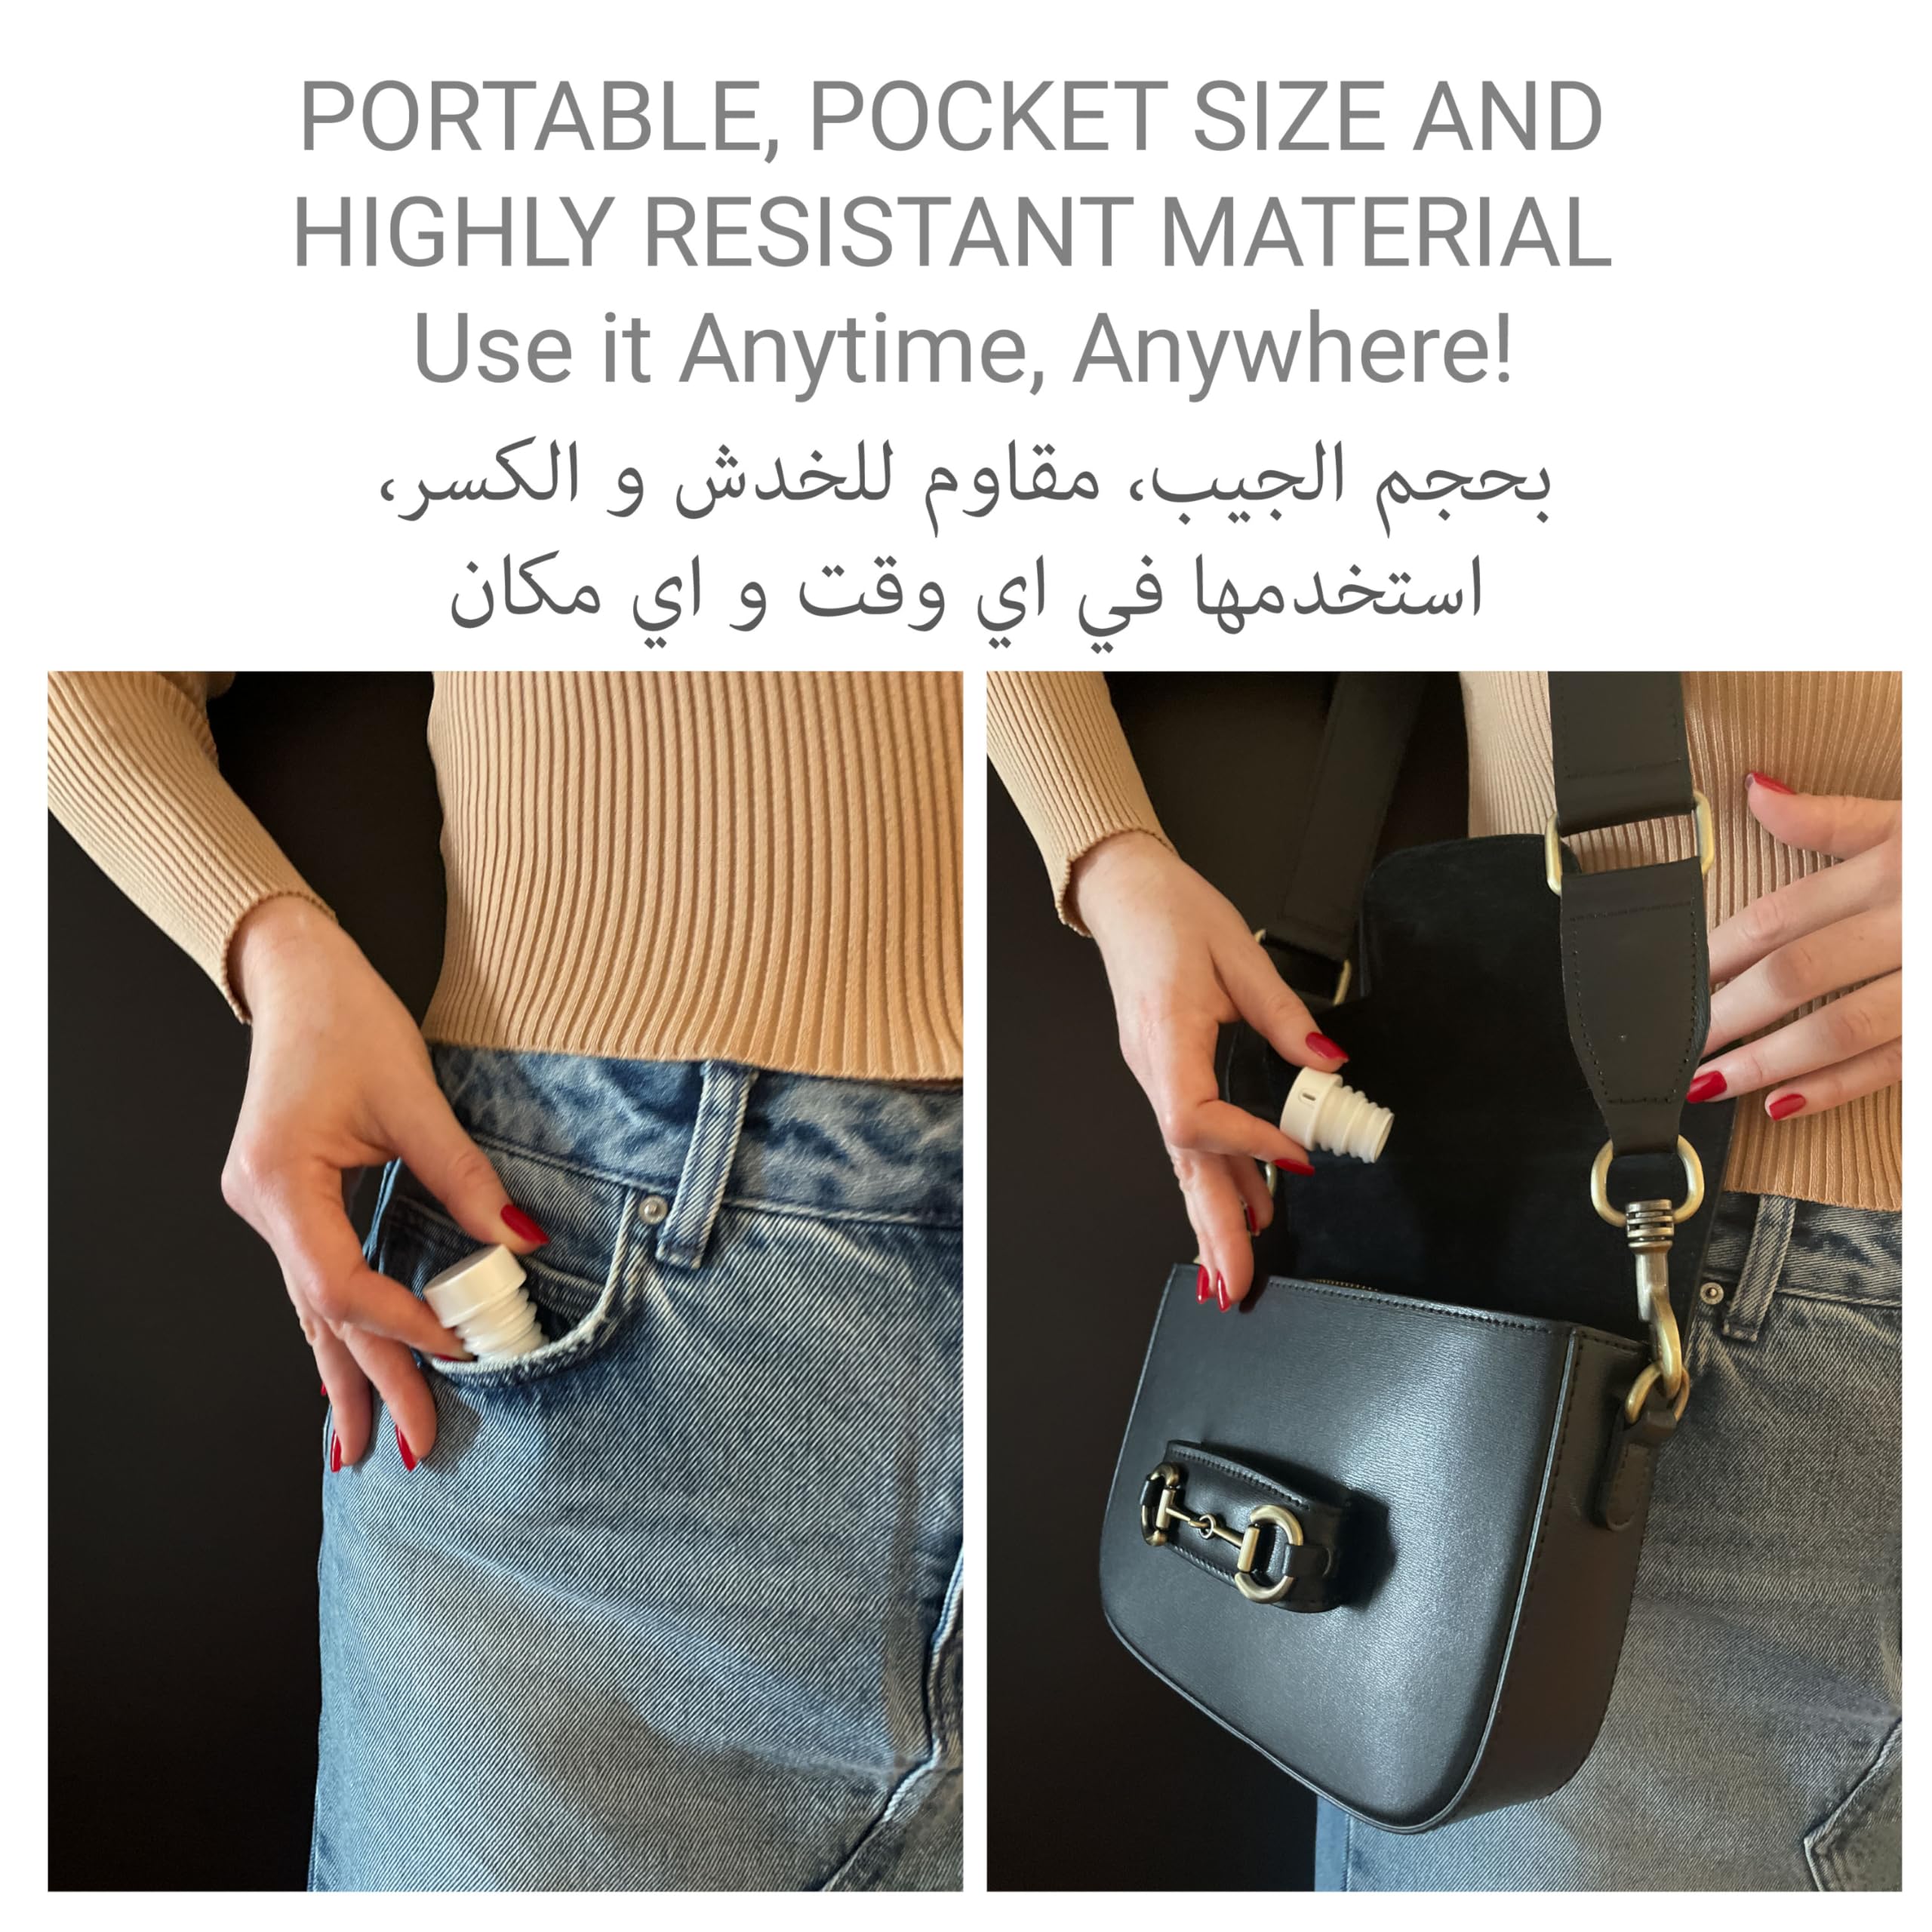 PORTABLE, POCKET SIZE AND
HIGHLY RESISTANT MATERIAL
Use it Anytime, Anywhere!
بحجم الجيب، مقاوم للخدش و الكسر،
استخدمها في اي وقت و اي مكان